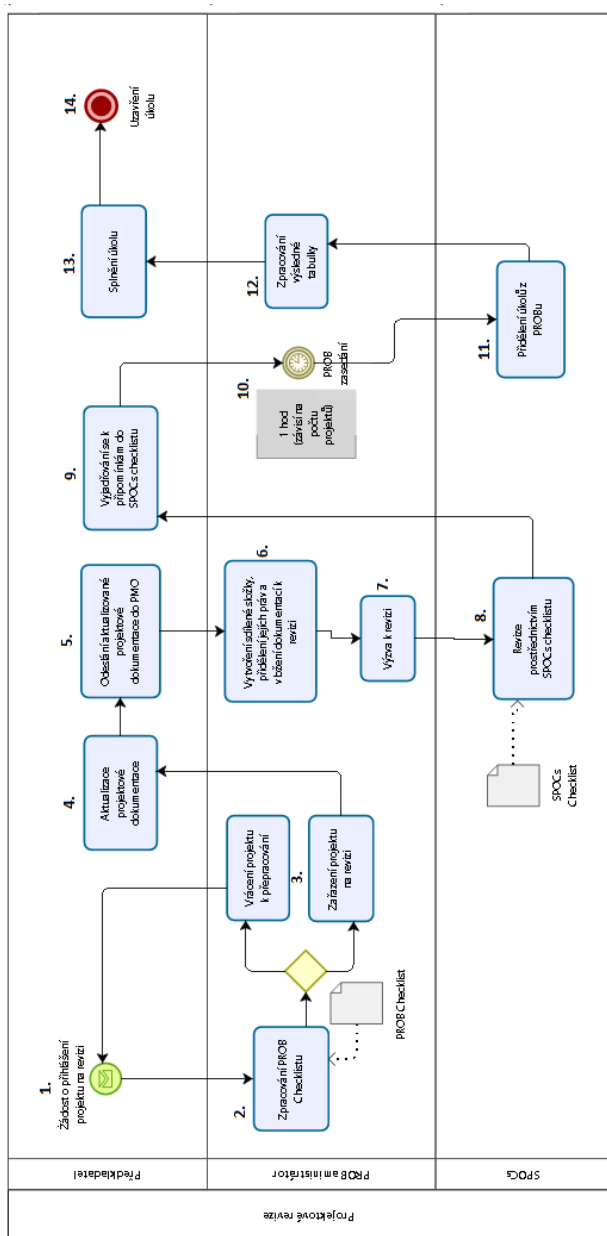 Projektové revize
Předkladatel
PROB aministrátor
SPOCs
1.
Žádost o přihlášení
projektu na revizi
2.
Zpracování PROB
Checklistu
PROB Checklist
Vrácení projektu
k přepracování
3.
Zařazení projektu
na revizi
4.
Aktualizace
projektové
dokumentace
5.
Odeslání aktualizované
projektové
dokumentace do PMO
6.
Vytvoření sdílené složky,
přidělení jejích práv a
vbžení dokumentací k
revizi
7.
Výzva k revizi
8.
Revize
prostřednictvím
SPOCs checklistu
SPOCs
Checklist
9.
Vyjadřování se k
připomínkám do
SPOCs checklistu
10.
PROB
zasedání
1 hod
(závisí na
počtu
projektů)
11.
Přidělení úkolů z
PROBu
12.
Zpracování
výsledné
tabulky
13.
Splnění úkolu
14.
Uzavření
úkolu